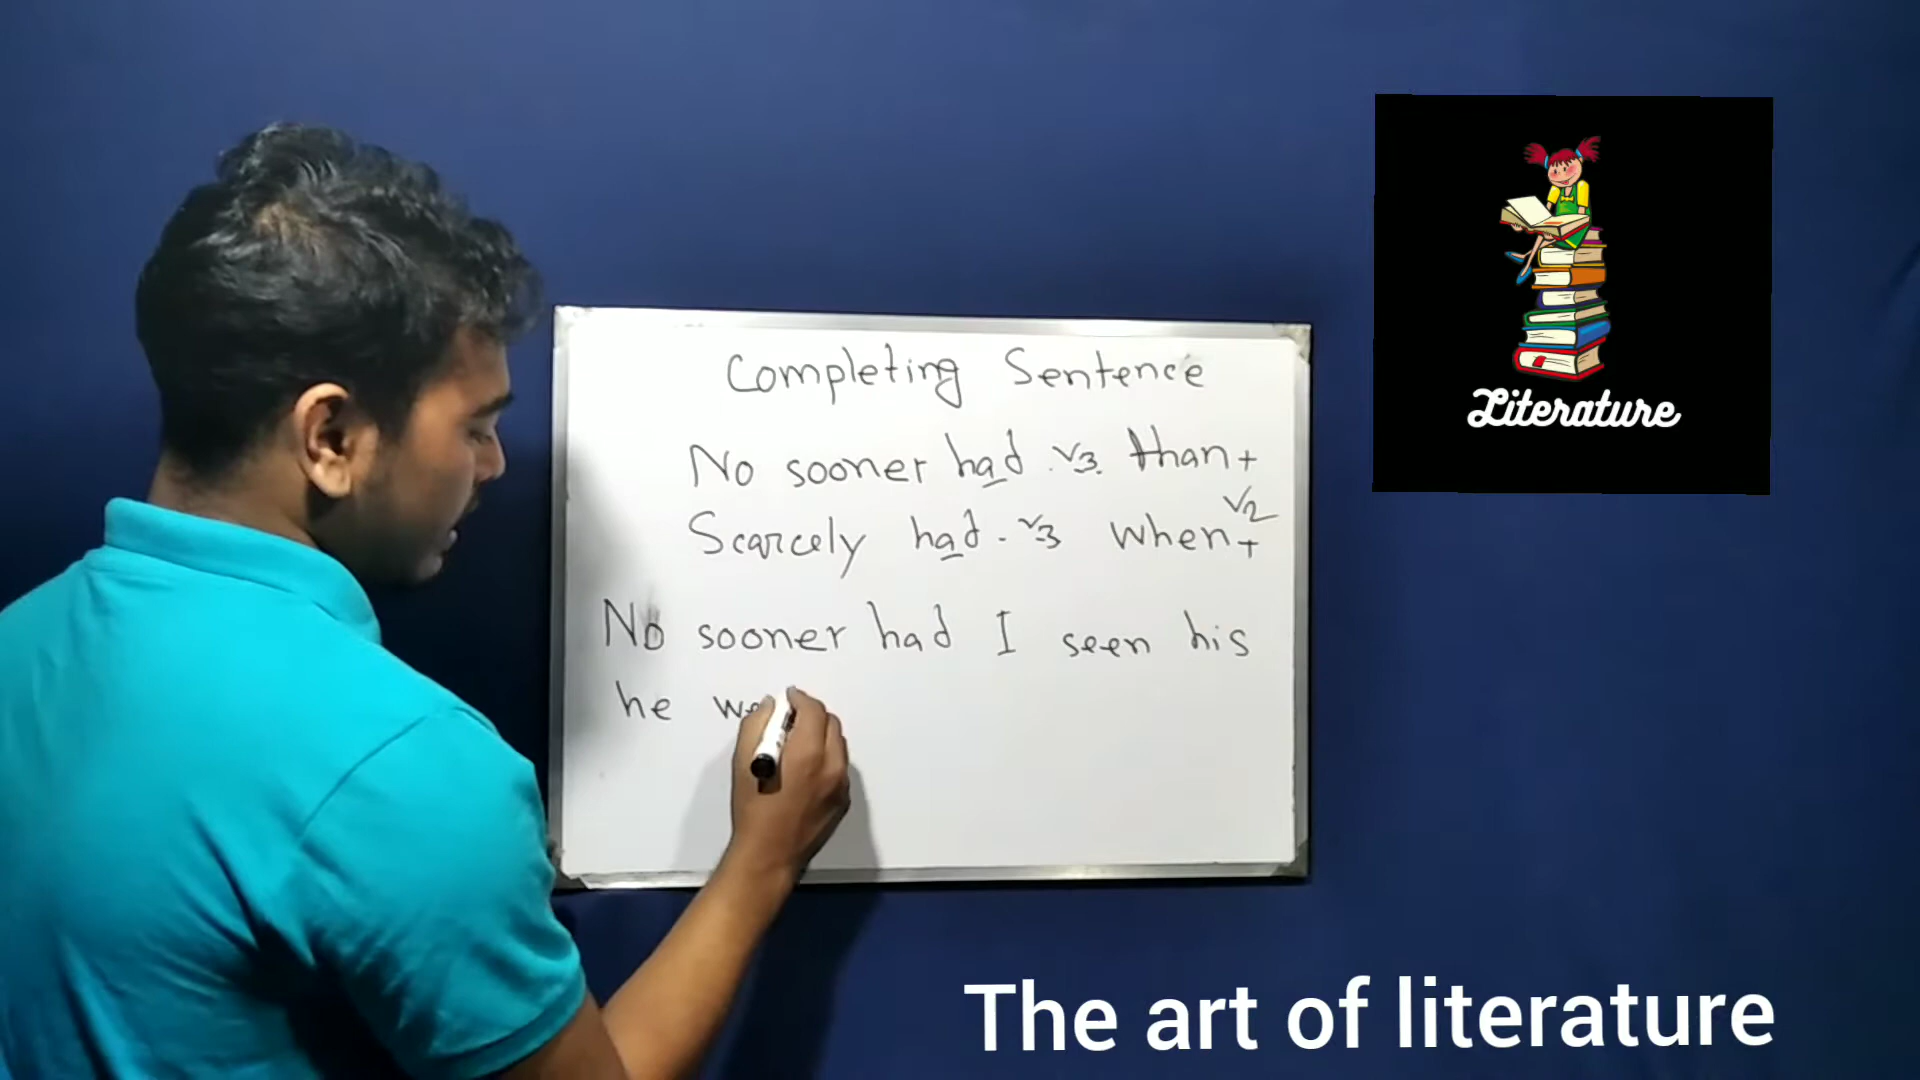 Completing Sentence
No sooner had .V3. than +
V2
Scarcely had - V3 when +
No sooner had I seen his
he we
Literature
The art of literature